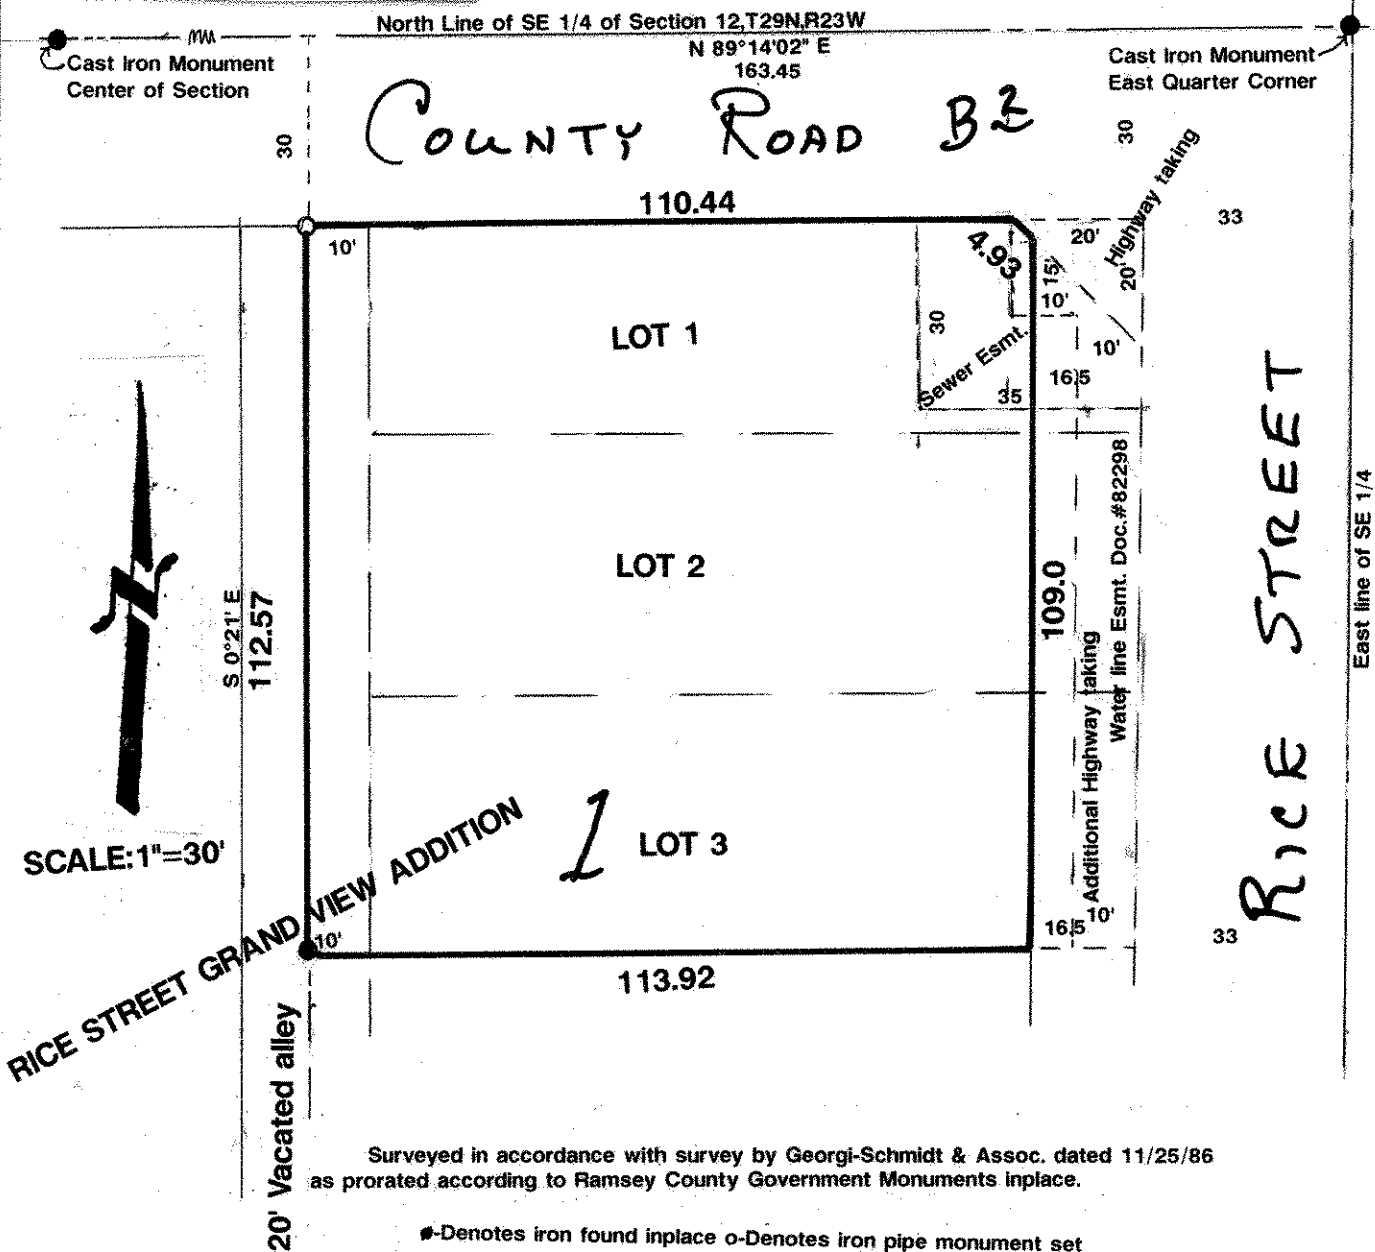 North Line of SE 1/4 of Section 12,T29N,R23W
N 89°14'02" E
163.45
Cast Iron Monument
Center of Section
Cast Iron Monument
East Quarter Corner
30
COUNTY ROAD B2
30
Highway taking
110.44
33
10'
4.93
20'
15'
20'
10'
30
LOT 1
10'
Sewer Esmt.
35
16.5
Water line Esmt. Doc.#82298
RICE STREET
East line of SE 1/4
LOT 2
109.0
S 0°21' E
112.57
Additional Highway taking
N
SCALE:1"=30'
1
LOT 3
RICE STREET GRAND VIEW ADDITION
10'
16.5
10'
33
113.92
20' Vacated alley
Surveyed in accordance with survey by Georgi-Schmidt & Assoc. dated 11/25/86
as prorated according to Ramsey County Government Monuments inplace.
●-Denotes iron found inplace o-Denotes iron pipe monument set